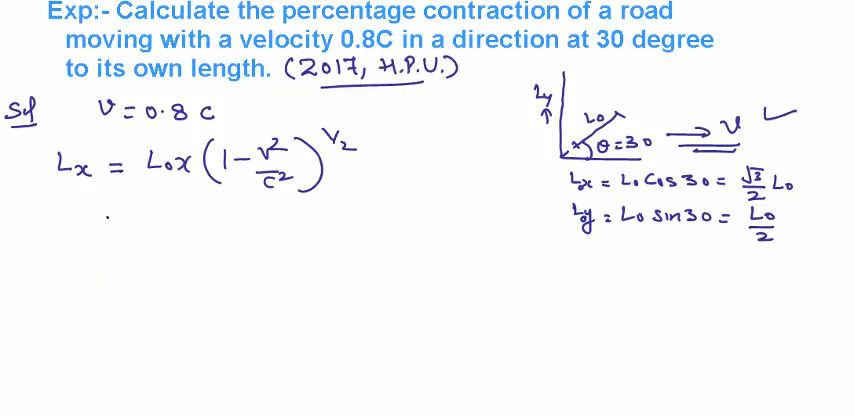 Exp:- Calculate the percentage contraction of a road
moving with a velocity 0.8C in a direction at 30 degree
to its own length. (2017, H.P.U.)
Sol V = 0.8 c
Lx = L₀x (1 - v²/c²)^1/2
Ly
↑
L₀
θ = 30 → v
L₀x = L₀ Cos 30 = √3/2 L₀
L₀y = L₀ sin 30 = L₀/2